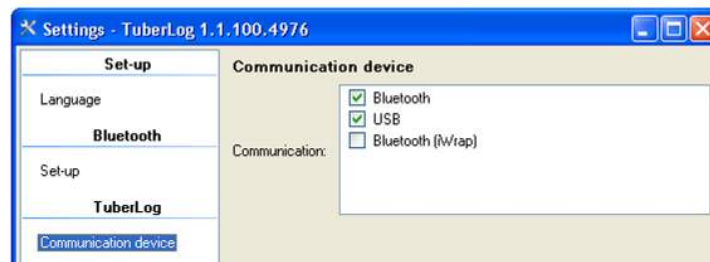 Settings - TuberLog 1.1.100.4976
Set-up
Language
Bluetooth
Set-up
TuberLog
Communication device
Communication device
Communication:
Bluetooth
USB
Bluetooth (iWrap)